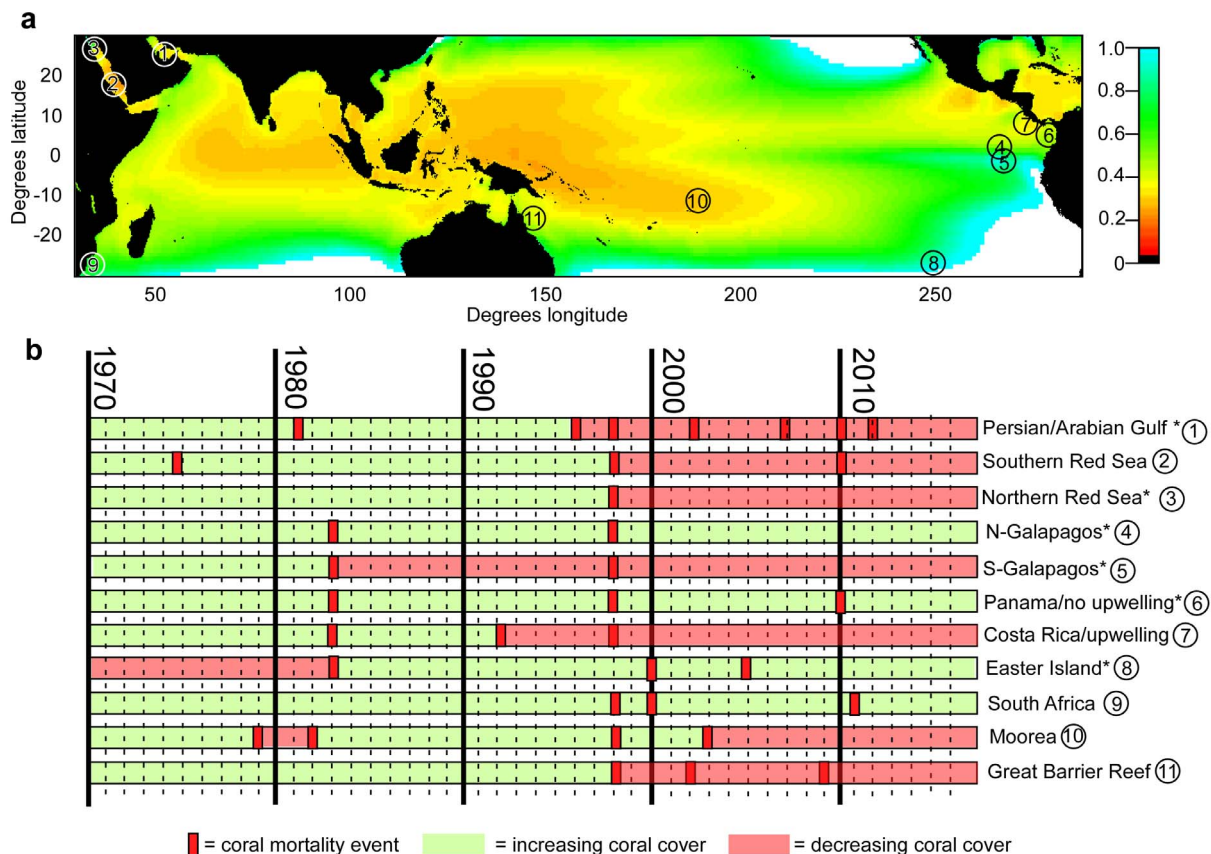 a
Degrees latitude
20
10
0
-10
-20
50
100
150
200
250
Degrees longitude
1
2
3
4
5
6
7
8
9
10
11
1.0
0.8
0.6
0.4
0.2
0
b
1970
1980
1990
2000
2010
Persian/Arabian Gulf * 1
Southern Red Sea 2
Northern Red Sea* 3
N-Galapagos* 4
S-Galapagos* 5
Panama/no upwelling* 6
Costa Rica/upwelling 7
Easter Island* 8
South Africa 9
Moorea 10
Great Barrier Reef 11
= coral mortality event = increasing coral cover = decreasing coral cover